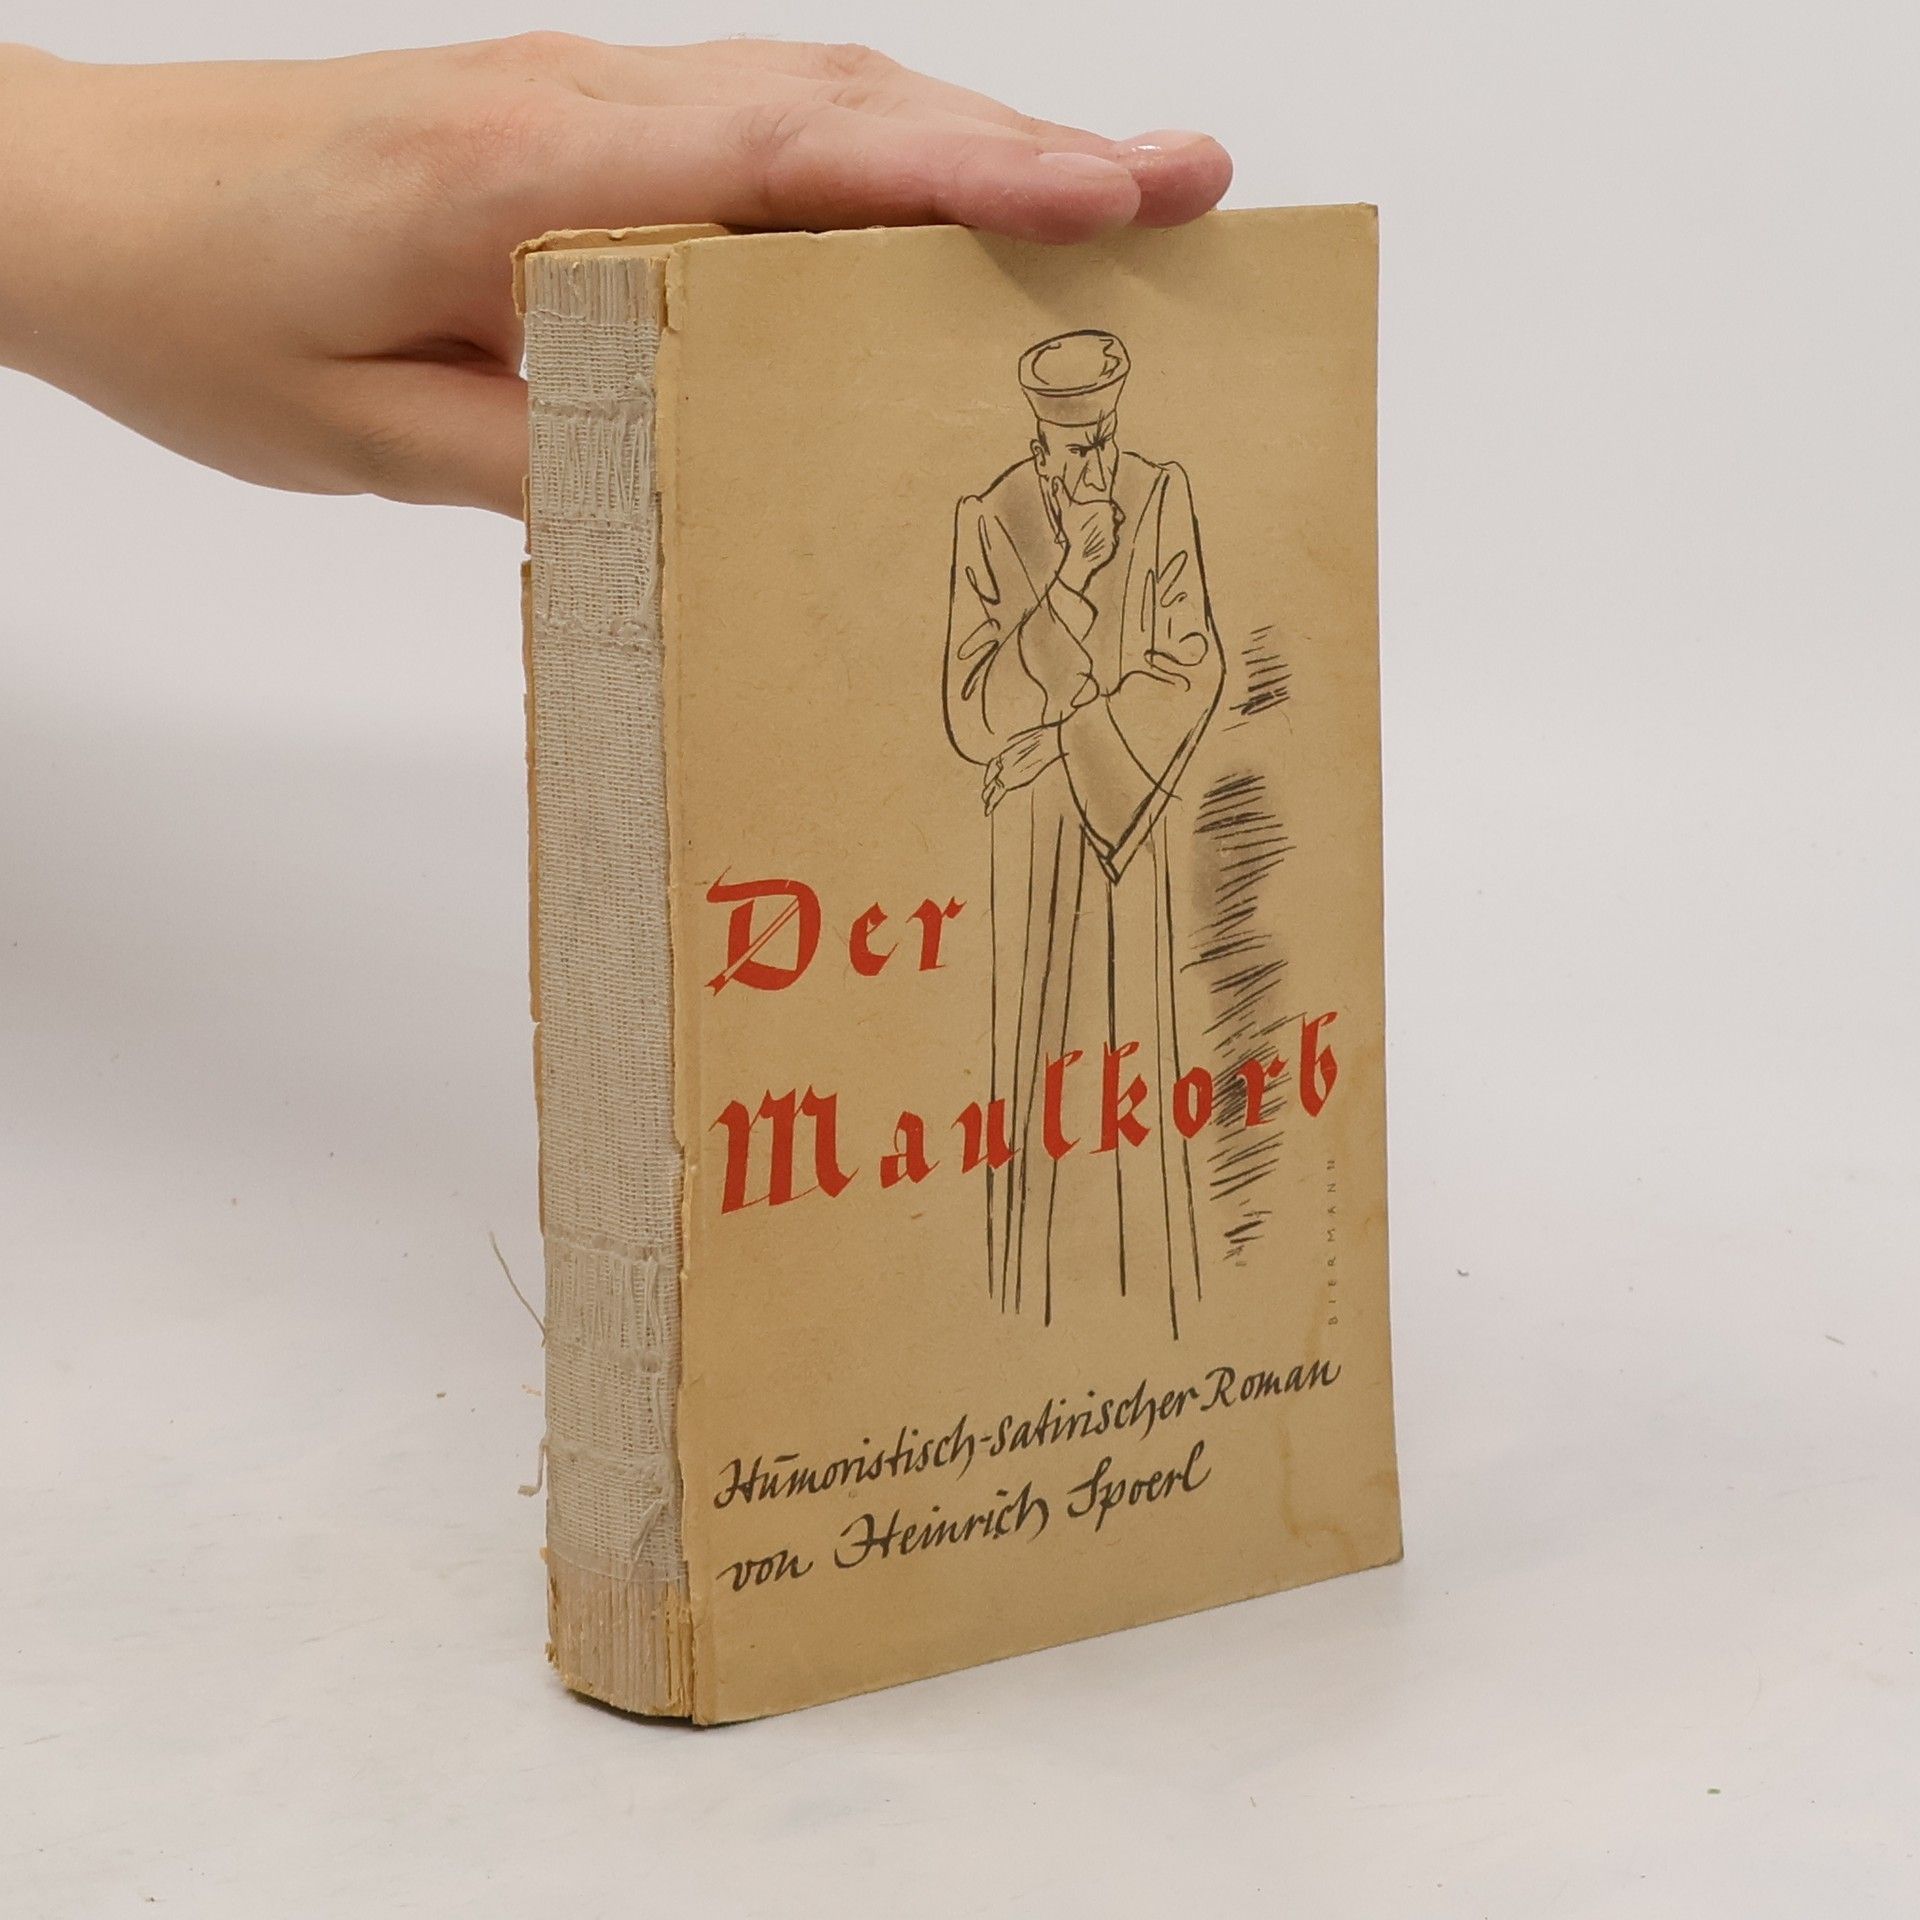 Der
Maulkorb
BIERMANN
Humoristisch-satirischer Roman
von Heinrich Spoerl